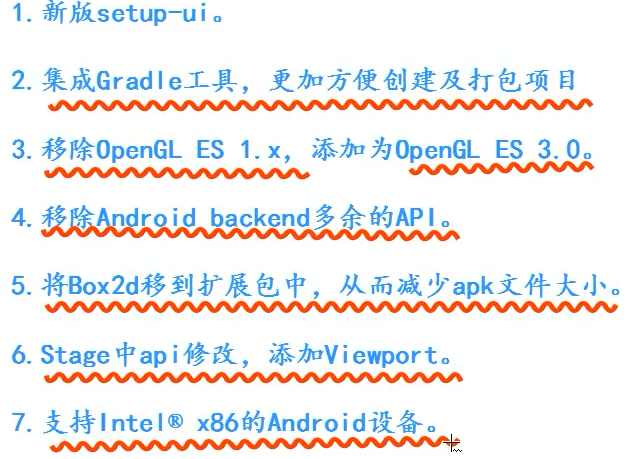 1. 新版setup-ui。
2. 集成Gradle工具，更加方便创建及打包项目
3. 移除OpenGL ES 1.x，添加为OpenGL ES 3.0。
4. 移除Android backend多余的API。
5. 将Box2d移到扩展包中，从而减少apk文件大小。
6. Stage中api修改，添加Viewport。
7. 支持Intel® x86的Android设备。